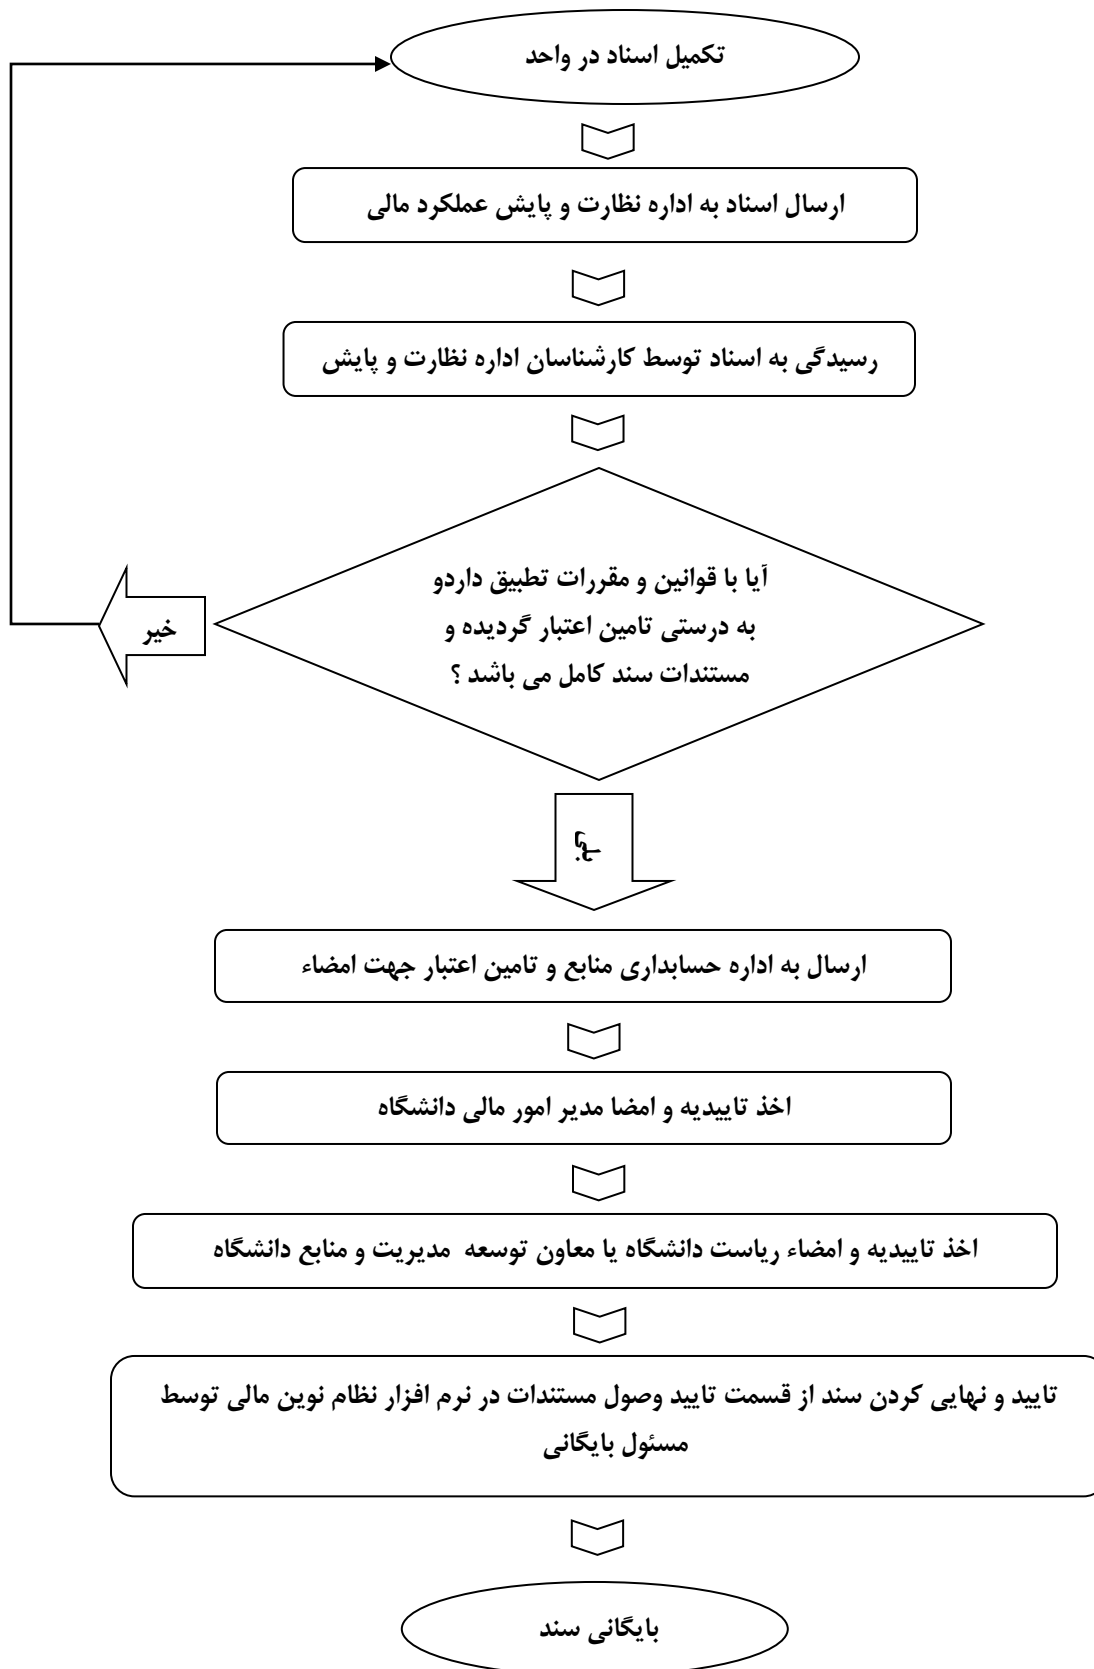 تکمیل اسناد در واحد
ارسال اسناد به اداره نظارت و پایش عملکرد مالی
رسیدگی به اسناد توسط کارشناسان اداره نظارت و پایش
آیا با قوانین و مقررات تطبیق داردو
به درستی تامین اعتبار گردیده و
مستندات سند کامل می باشد ؟
خیر
بلی
ارسال به اداره حسابداری منابع و تامین اعتبار جهت امضاء
اخذ تاییدیه و امضا مدیر امور مالی دانشگاه
اخذ تاییدیه و امضاء ریاست دانشگاه یا معاون توسعه مدیریت و منابع دانشگاه
تایید و نهایی کردن سند از قسمت تایید وصول مستندات در نرم افزار نظام نوین مالی توسط
مسئول بایگانی
بایگانی سند